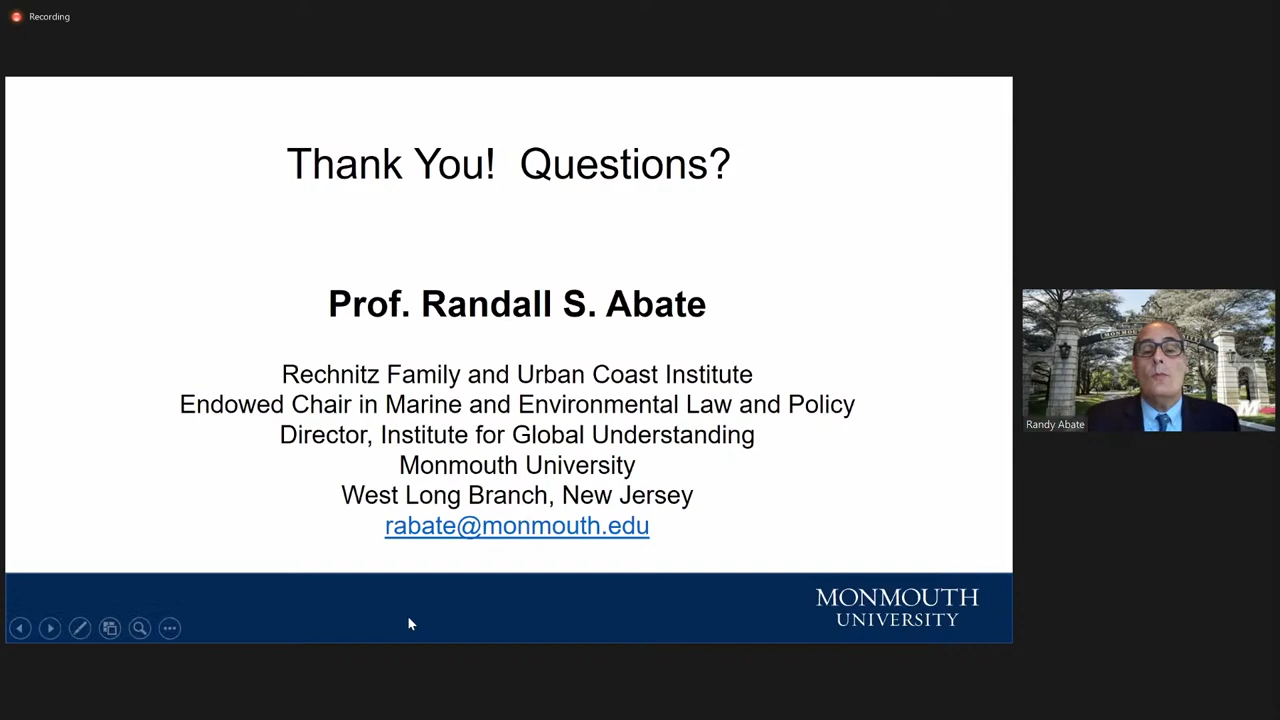 Recording
Thank You! Questions?
Prof. Randall S. Abate
Rechnitz Family and Urban Coast Institute
Endowed Chair in Marine and Environmental Law and Policy
Director, Institute for Global Understanding
Monmouth University
West Long Branch, New Jersey
rabate@monmouth.edu
MONMOUTH
UNIVERSITY
Randy Abate